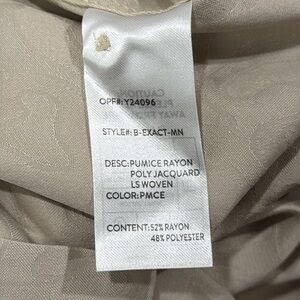 OPF#:Y24096
STYLE#: B-EXACT-MN
DESC:PUMICE RAYON
POLY JACQUARD
LS WOVEN
COLOR:PMCE
CONTENT:52% RAYON
48% POLYESTER